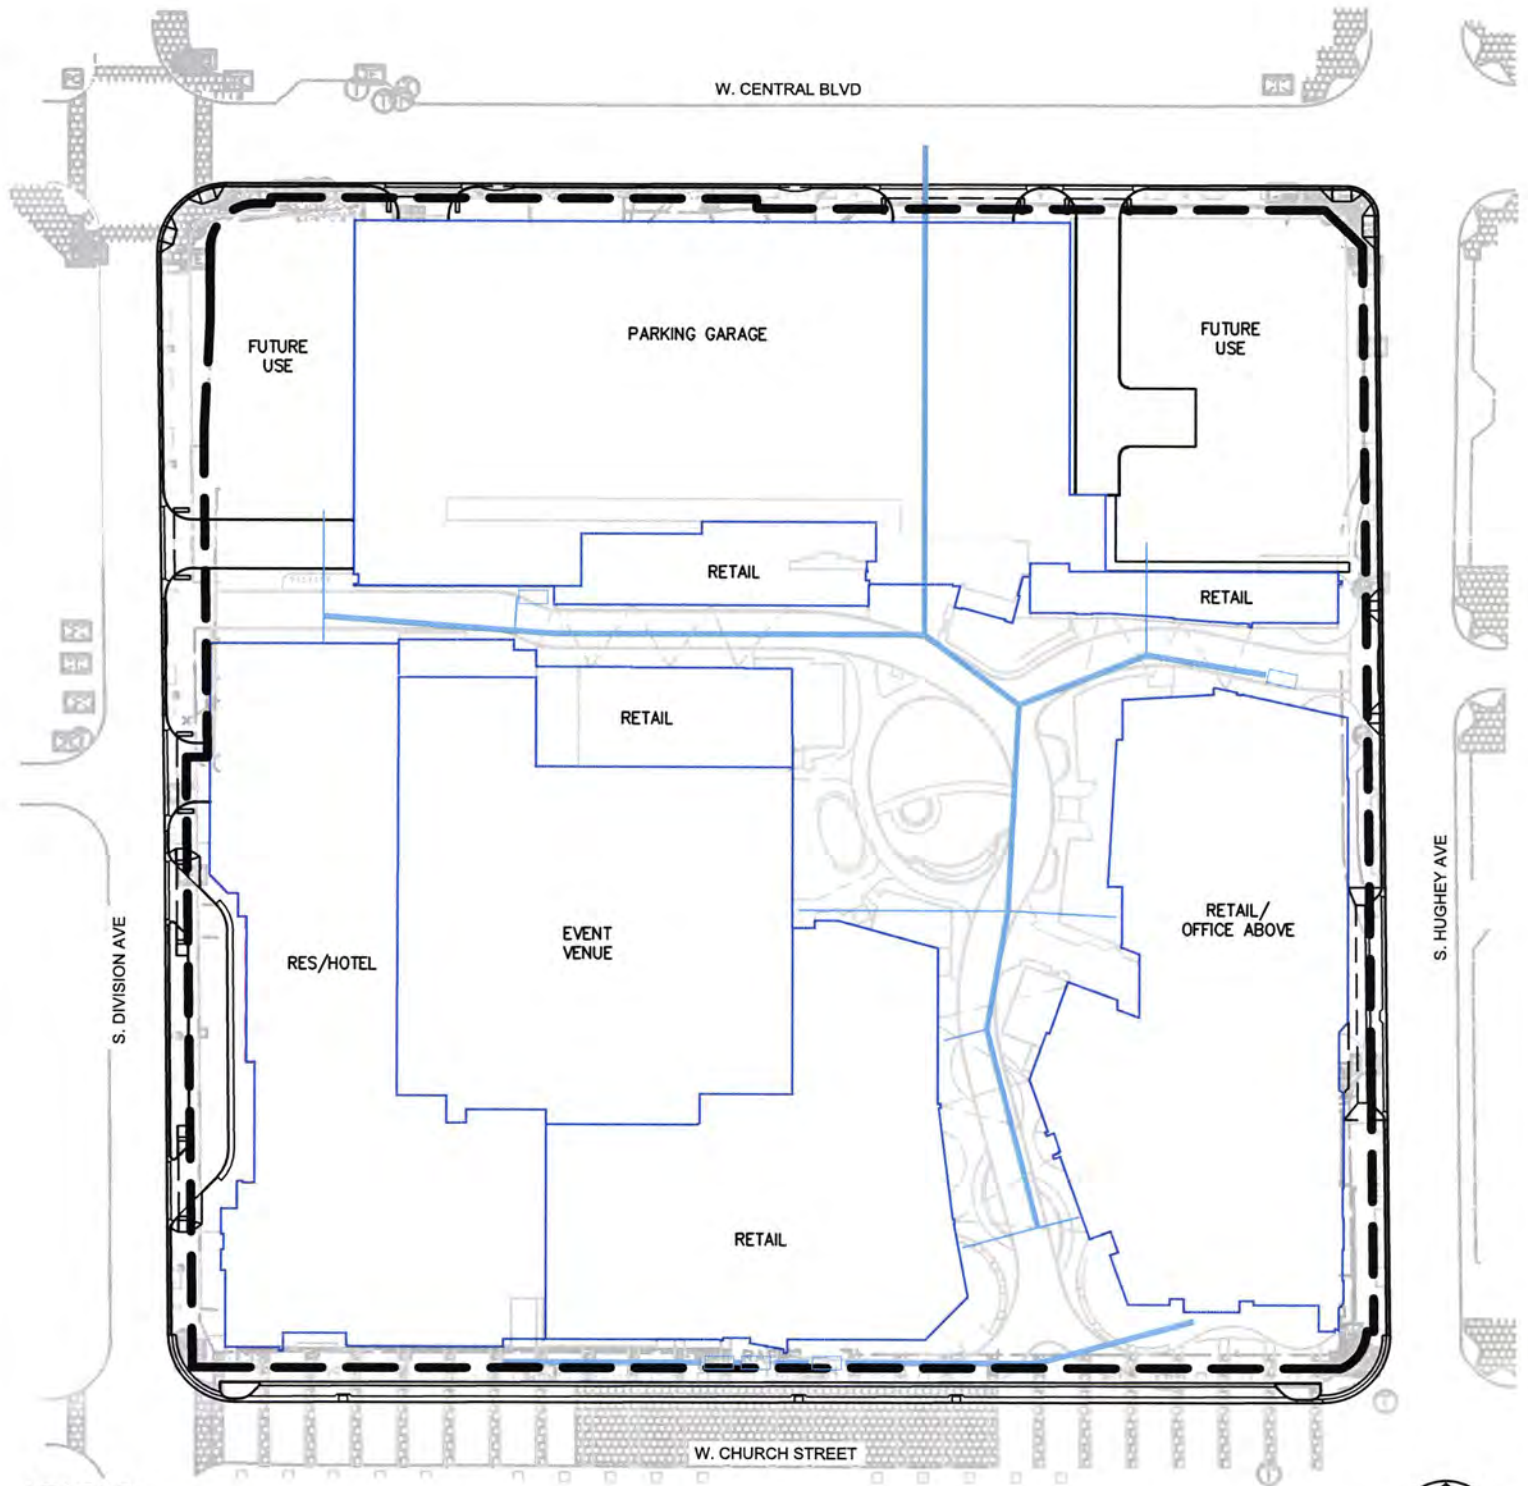 W. CENTRAL BLVD
FUTURE
USE
PARKING GARAGE
FUTURE
USE
RETAIL
RETAIL
RETAIL
S. DIVISION AVE
RES/HOTEL
EVENT
VENUE
RETAIL/
OFFICE ABOVE
S. HUGHEY AVE
RETAIL
W. CHURCH STREET